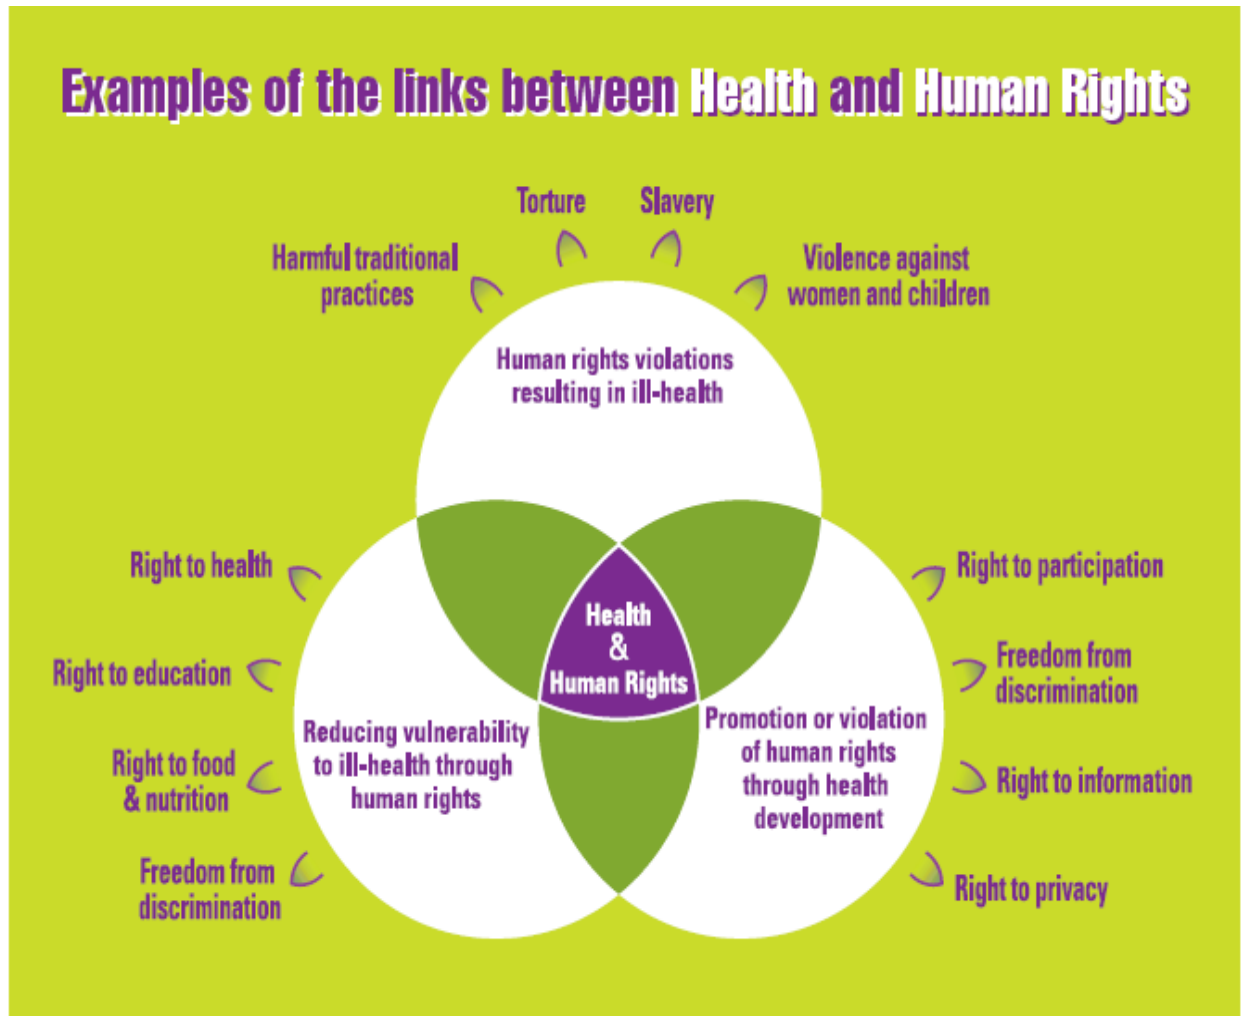 Examples of the links between Health and Human Rights
Torture
Slavery
Harmful traditional
practices
Violence against
women and children
Human rights violations
resulting in ill-health
Right to health
Right to education
Right to food
& nutrition
Freedom from
discrimination
Health
&
Human Rights
Reducing vulnerability
to ill-health through
human rights
Promotion or violation
of human rights
through health
development
Right to participation
Freedom from
discrimination
Right to information
Right to privacy